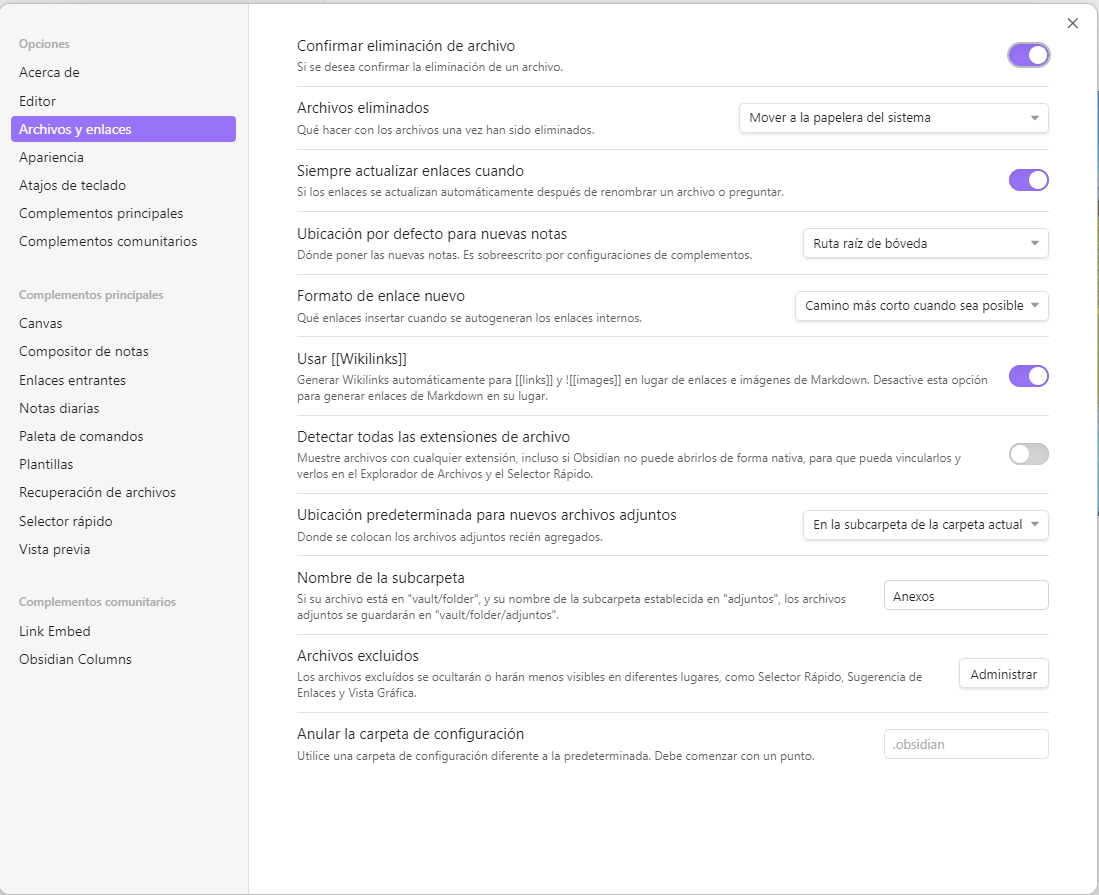 Opciones
Acerca de
Editor
Archivos y enlaces
Apariencia
Atajos de teclado
Complementos principales
Complementos comunitarios
Complementos principales
Canvas
Compositor de notas
Enlaces entrantes
Notas diarias
Paleta de comandos
Plantillas
Recuperación de archivos
Selector rápido
Vista previa
Complementos comunitarios
Link Embed
Obsidian Columns
Confirmar eliminación de archivo
Si se desea confirmar la eliminación de un archivo.
Archivos eliminados
Qué hacer con los archivos una vez han sido eliminados.
Mover a la papelera del sistema
Siempre actualizar enlaces cuando
Si los enlaces se actualizan automáticamente después de renombrar un archivo o preguntar.
Ubicación por defecto para nuevas notas
Dónde poner las nuevas notas. Es sobreescrito por configuraciones de complementos.
Ruta raíz de bóveda
Formato de enlace nuevo
Qué enlaces insertar cuando se autogeneran los enlaces internos.
Camino más corto cuando sea posible
Usar [[Wikilinks]]
Generar Wikilinks automáticamente para [[links]] y ![[images]] en lugar de enlaces e imágenes de Markdown. Desactive esta opción
para generar enlaces de Markdown en su lugar.
Detectar todas las extensiones de archivo
Muestre archivos con cualquier extensión, incluso si Obsidian no puede abrirlos de forma nativa, para que pueda vincularlos y
verlos en el Explorador de Archivos y el Selector Rápido.
Ubicación predeterminada para nuevos archivos adjuntos
Donde se colocan los archivos adjuntos recién agregados.
En la subcarpeta de la carpeta actual
Nombre de la subcarpeta
Si su archivo está en "vault/folder", y su nombre de la subcarpeta establecida en "adjuntos", los archivos
adjuntos se guardarán en "vault/folder/adjuntos".
Anexos
Archivos excluidos
Los archivos excluídos se ocultarán o harán menos visibles en diferentes lugares, como Selector Rápido, Sugerencia de
Enlaces y Vista Gráfica.
Administrar
Anular la carpeta de configuración
Utilice una carpeta de configuración diferente a la predeterminada. Debe comenzar con un punto.
.obsidian